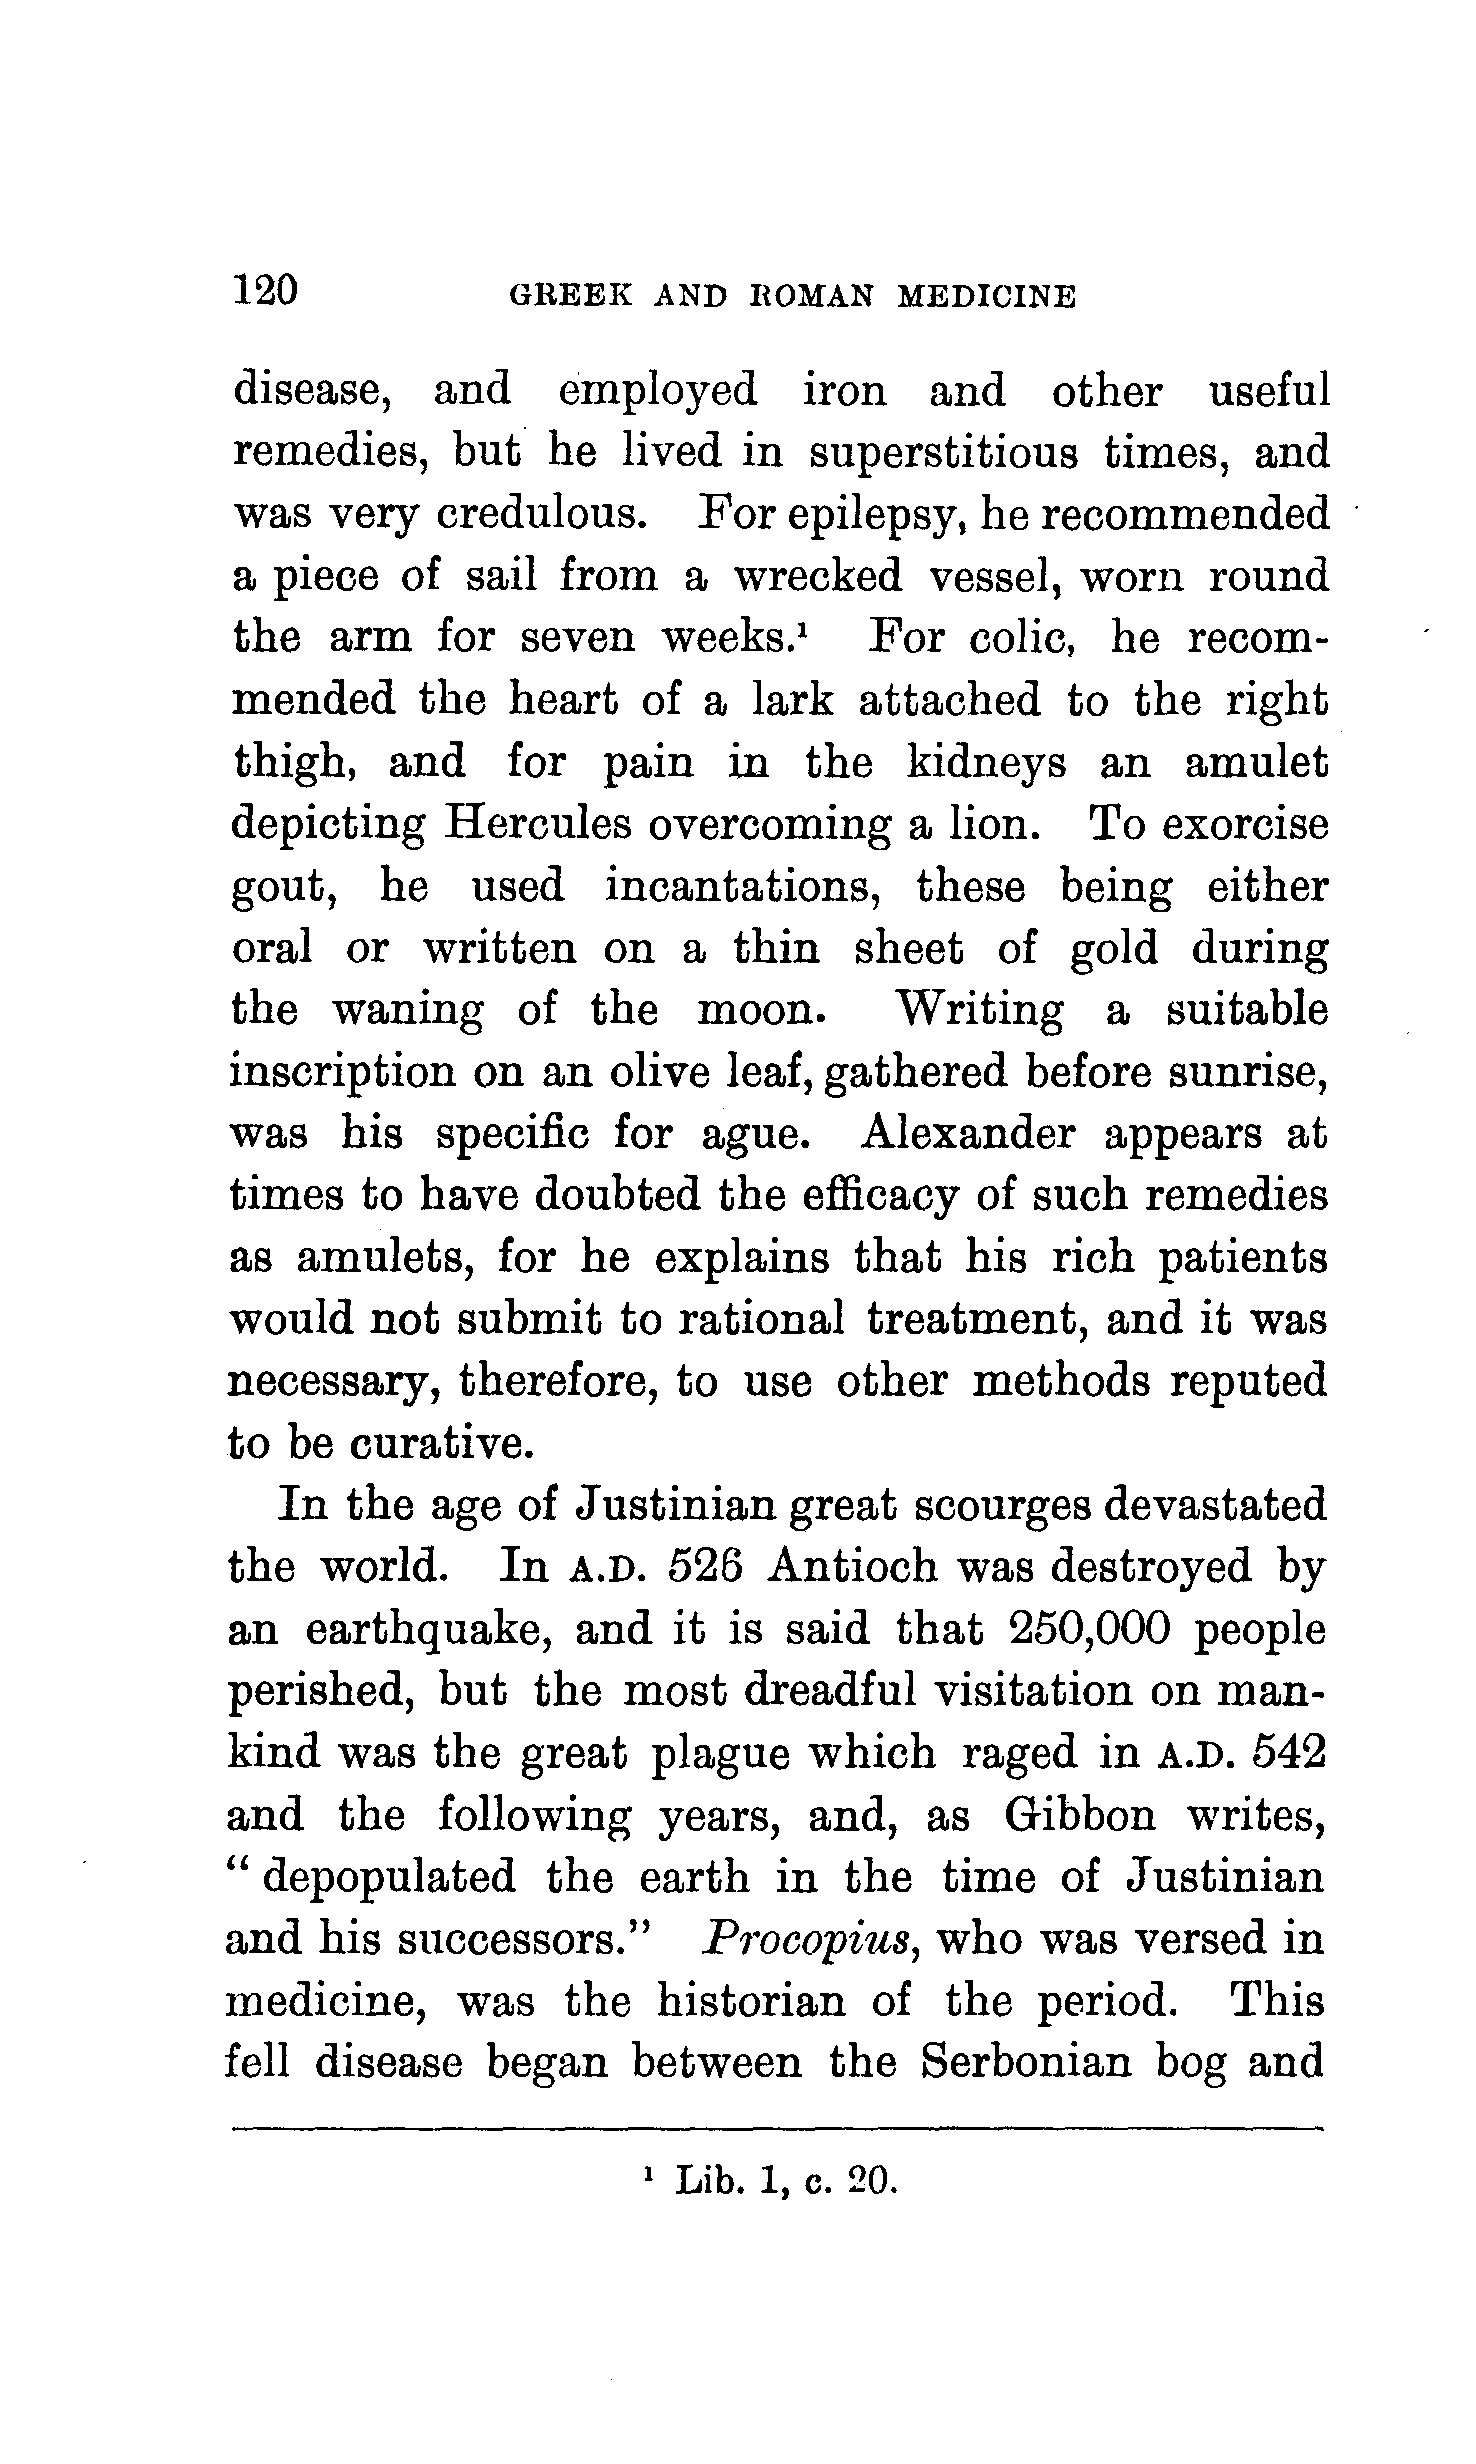 120 GREEK AND ROMAN MEDICINE
disease, and employed iron and other useful
remedies, but he lived in superstitious times, and
was very credulous. For epilepsy, he recommended
a piece of sail from a wrecked vessel, worn round
the arm for seven weeks.¹ For colic, he recom-
mended the heart of a lark attached to the right
thigh, and for pain in the kidneys an amulet
depicting Hercules overcoming a lion. To exorcise
gout, he used incantations, these being either
oral or written on a thin sheet of gold during
the waning of the moon. Writing a suitable
inscription on an olive leaf, gathered before sunrise,
was his specific for ague. Alexander appears at
times to have doubted the efficacy of such remedies
as amulets, for he explains that his rich patients
would not submit to rational treatment, and it was
necessary, therefore, to use other methods reputed
to be curative.
In the age of Justinian great scourges devastated
the world. In A.D. 526 Antioch was destroyed by
an earthquake, and it is said that 250,000 people
perished, but the most dreadful visitation on man-
kind was the great plague which raged in A.D. 542
and the following years, and, as Gibbon writes,
“ depopulated the earth in the time of Justinian
and his successors.” Procopius, who was versed in
medicine, was the historian of the period. This
fell disease began between the Serbonian bog and
¹ Lib. 1, c. 20.